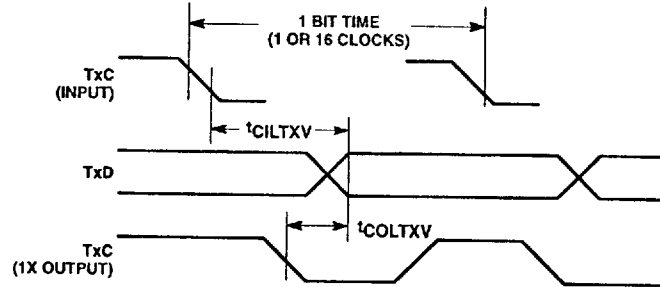 1 BIT TIME
(1 OR 16 CLOCKS)
TxC
(INPUT)
tCILTXV
TxD
tCOLTXV
TxC
(1X OUTPUT)